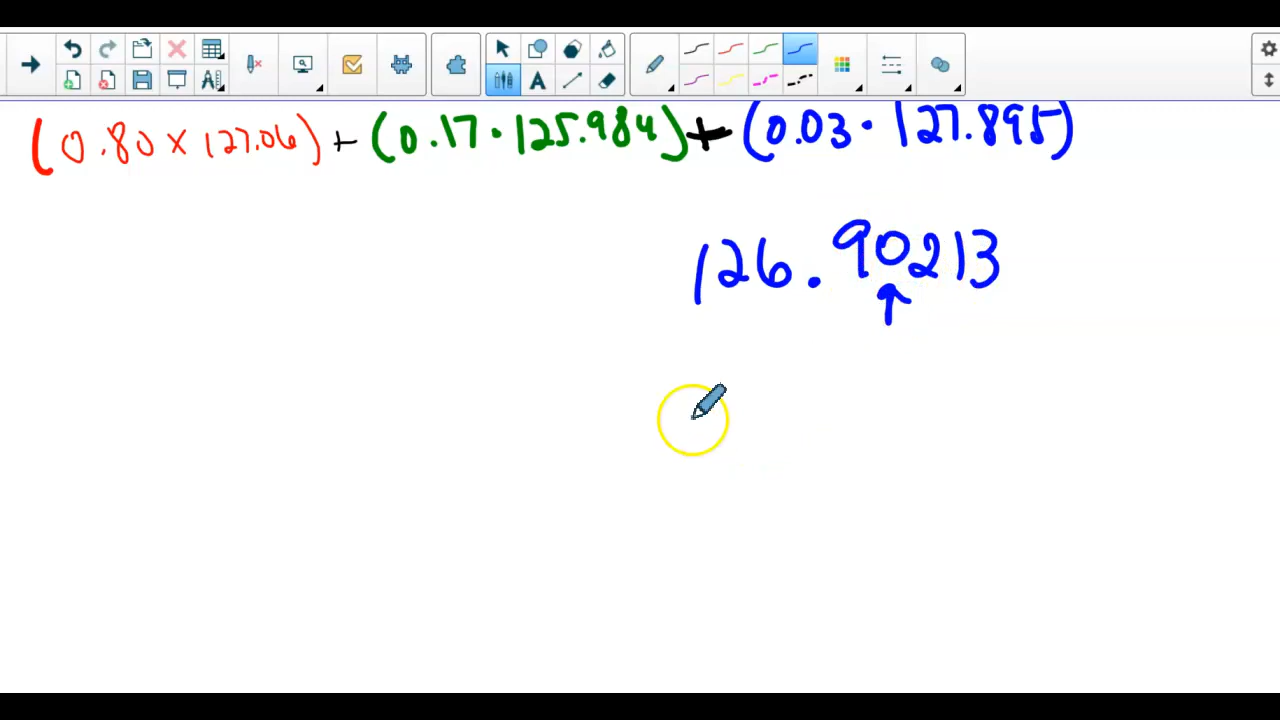 (0.80 × 127.06) + (0.17 · 125.984) + (0.03 · 127.895)
126.90213